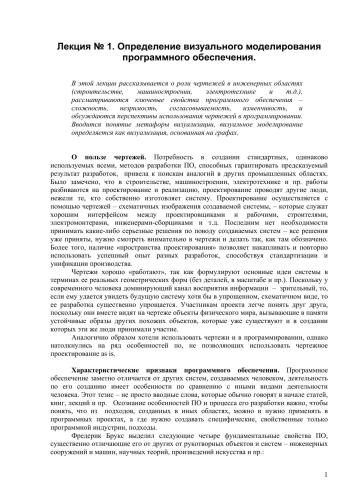 Лекция № 1. Определение визуального моделирования
программного обеспечения.
В этой лекции рассказывается о роли чертежей в инженерных областях
(строительстве, машиностроении, электротехнике и т.д.),
рассматриваются ключевые свойства программного обеспечения –
сложность, незримость, согласовываемость, изменчивость, и
обсуждаются перспективы использования чертежей в программировании.
Вводится понятие метафоры визуализации, визуальное моделирование
определяется как визуализация, основанная на графах.
О пользе чертежей. Потребность в создании стандартных, одинаково
используемых всеми, методов разработки ПО, способных гарантировать предсказуемый
результат разработок, привела к поискам аналогий в других промышленных областях.
Было замечено, что в строительстве, машиностроении, электротехнике и пр. работы
разбиваются на проектирование и реализацию, проектирование проводят другие люди,
нежели те, кто собственно изготовляет систему. Проектирование осуществляется с
помощью чертежей – схематичных изображений создаваемой системы, – которые служат
хорошим интерфейсом между проектировщиками и рабочими, строителями,
электромонтерами, инженерами-сборщиками и т.д. Последним нет необходимости
принимать какие-либо серьезные решения по поводу создаваемых систем – все решения
уже приняты, нужно смотреть внимательно в чертежи и делать так, как там обозначено.
Более того, наличие «пространства проектирования» позволяет накапливать и повторно
использовать успешный опыт разных разработок, способствуя стандартизации и
унификации производства.
Чертежи хорошо «работают», так как формулируют основные идеи системы в
терминах ее реальных геометрических форм (без деталей, в масштабе и пр.). Поскольку у
современного человека доминирующий канал восприятия информации – зрительный, то,
если ему удается увидеть будущую систему хотя бы в упрощенном, схематичном виде, то
ее разработка существенно упрощается. Участникам проекта легче понять друг друга,
поскольку они вместе видят на чертеже объекты физического мира, вызывающие в памяти
устойчивые образы других похожих объектов, которые уже существуют и в создании
которых эти же люди принимали участие.
Аналогично образом хотели использовать чертежи и в программировании, однако
натолкнулись на ряд особенностей по, не позволяющих использовать чертежное
проектирование as is.
Характеристические признаки программного обеспечения. Программное
обеспечение заметно отличается от других систем, создаваемых человеком, деятельность
по его созданию имеет особенности по сравнению с иными видами деятельности
человека. Этот тезис – не просто вводные слова, которые обычно говорят в начале статей,
книг, лекций и пр. Осознание особенностей ПО и процесса его разработки важно, чтобы
понять, что из подходов, созданных в иных областях, можно и нужно применять в
программных проектах, а где нужно создавать специфические, свойственные только
программной индустрии, подходы.
Фредерик Брукс выделил следующие четыре фундаментальные свойства ПО,
существенно отличающие его от других от рукотворных объектов и систем – инженерных
сооружений и машин, научных теорий, произведений искусства и пр.:
1